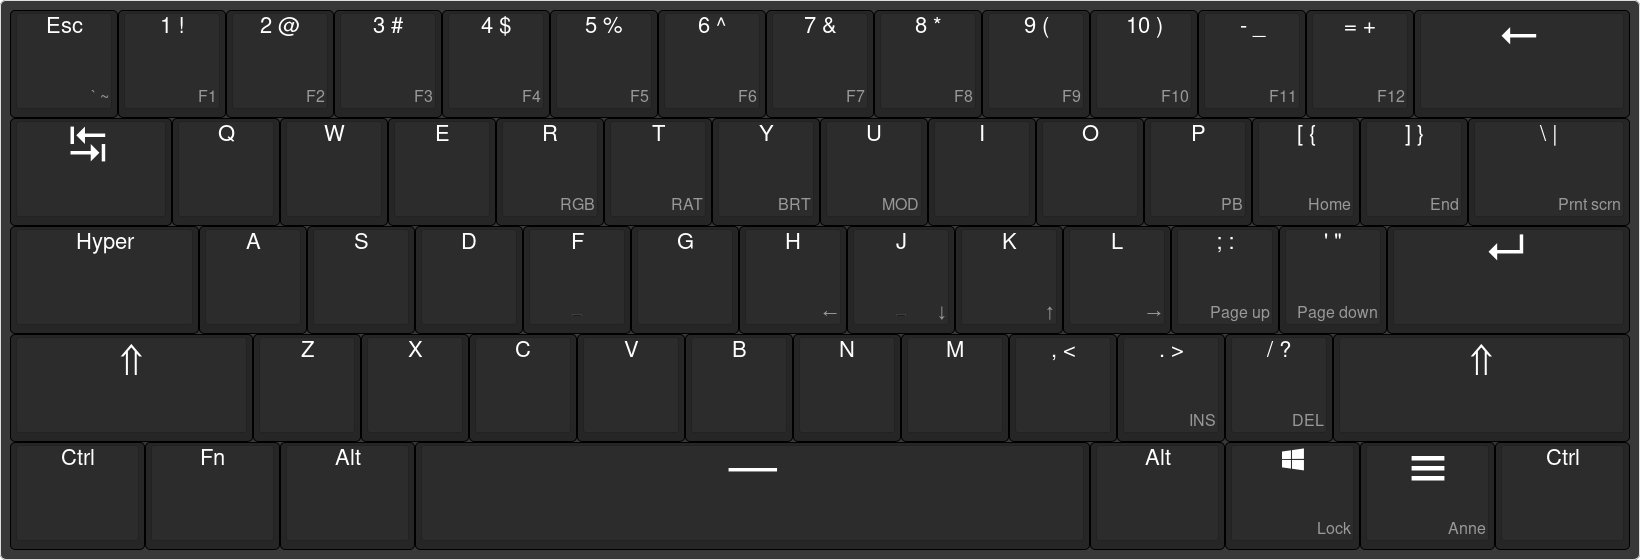 Esc 1 ! 2 @ 3 # 4 $ 5 % 6 ^ 7 & 8 * 9 ( 10 ) - _ = + ←
` ~ F1 F2 F3 F4 F5 F6 F7 F8 F9 F10 F11 F12
Q W E R T Y U I O P [ { ] } \ |
RGB RAT BRT MOD PB Home End Prnt scrn
Hyper A S D F G H J K L ; : ' "
← ↓ ↑ → Page up Page down
⇑ Z X C V B N M , < . > / ? ⇑
INS DEL
Ctrl Fn Alt Alt Ctrl
Lock Anne